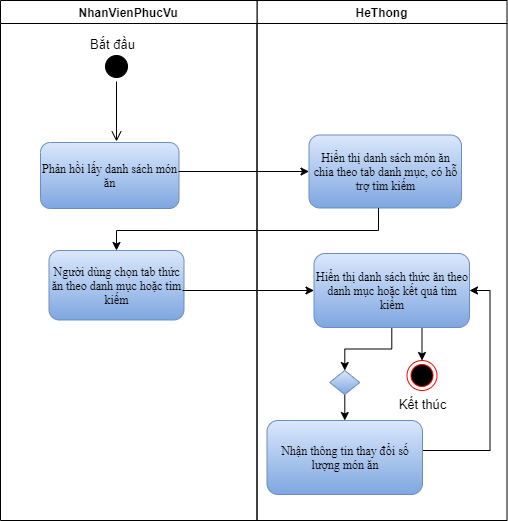 NhanVienPhucVu
HeThong
Bắt đầu
Phản hồi lấy danh sách món
ăn
Hiển thị danh sách món ăn
chia theo tab danh mục, có hỗ
trợ tìm kiếm
Người dùng chọn tab thức
ăn theo danh mục hoặc tìm
kiếm
Hiển thị danh sách thức ăn theo
danh mục hoặc kết quả tìm
kiếm
Kết thúc
Nhận thông tin thay đổi số
lượng món ăn